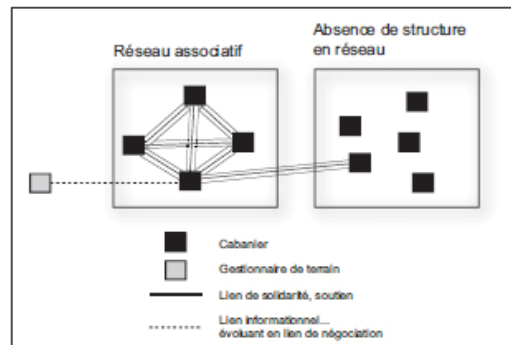 Absence de structure
en réseau
Réseau associatif
Cabanier
Gestionnaire de terrain
Lien de solidarité, soutien
Lien informationnel...
évoluant en lien de négociation